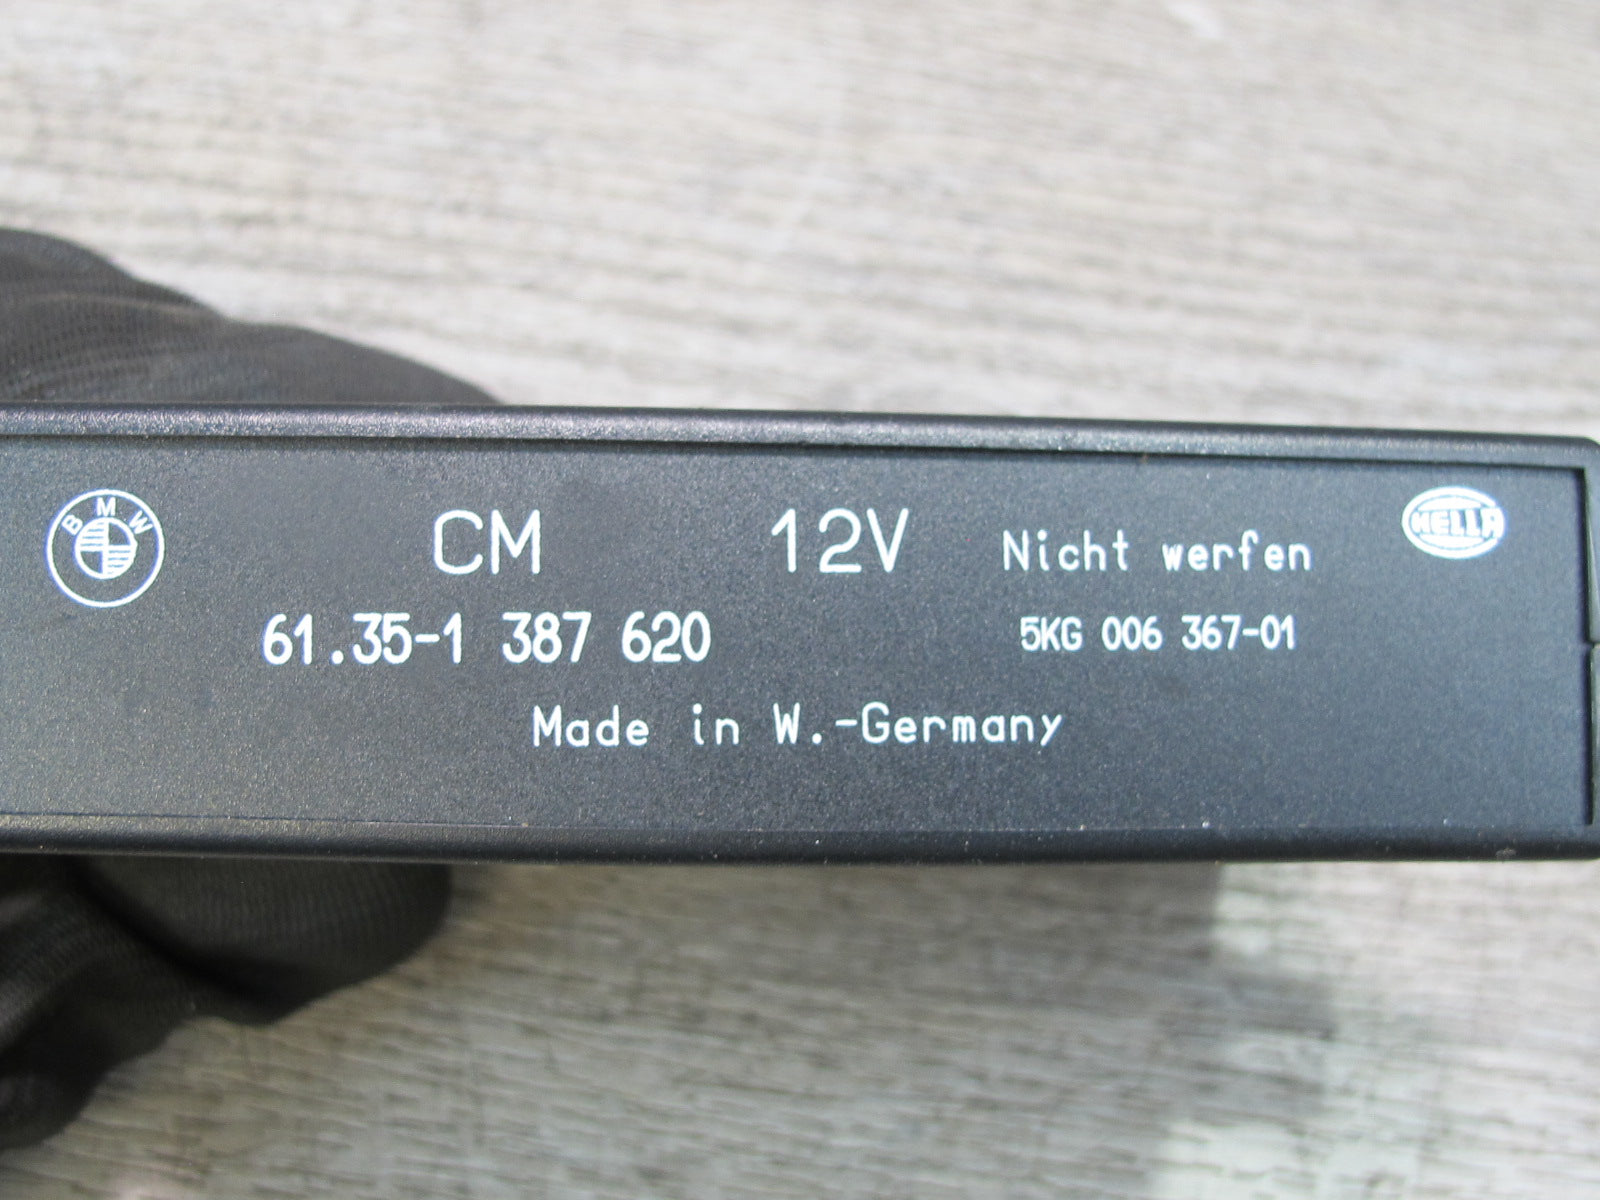 BMW CM 12V Nicht werfen HELLA
61.35-1 387 620 5KG 006 367-01
Made in W.-Germany